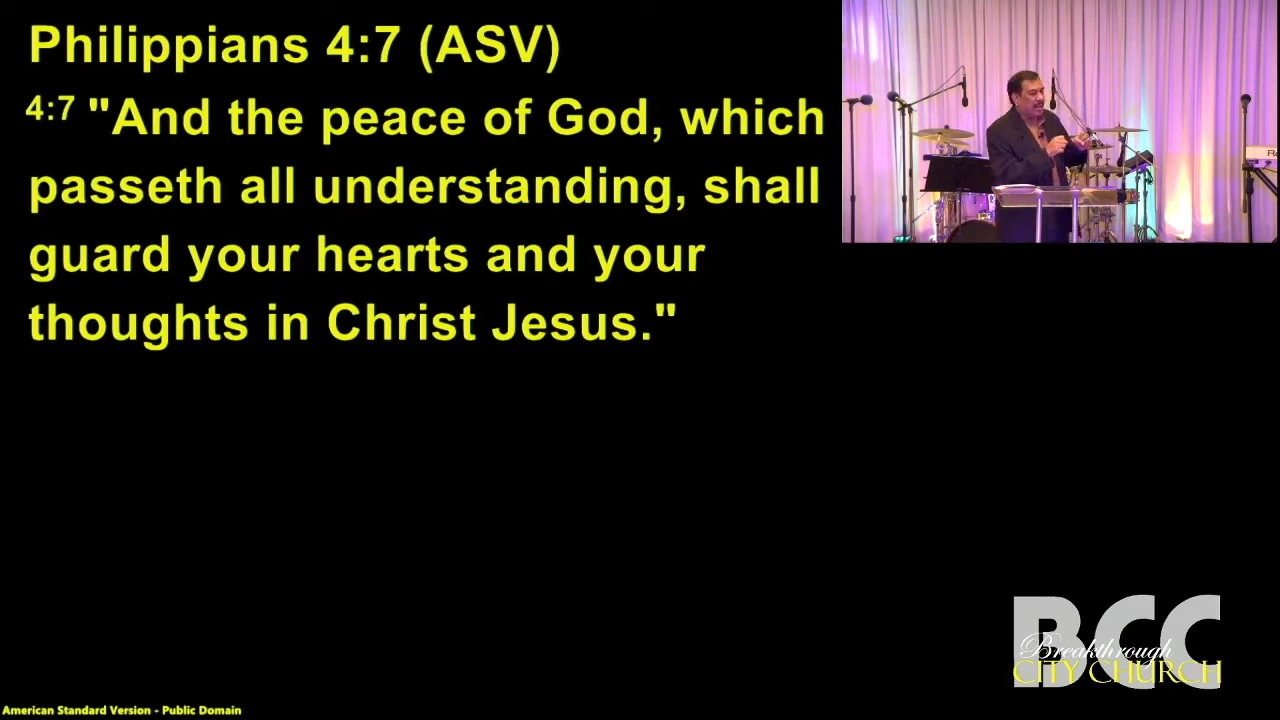 Philippians 4:7 (ASV)
4:7 "And the peace of God, which
passeth all understanding, shall
guard your hearts and your
thoughts in Christ Jesus."
BCC
Breakthrough
CITY CHURCH
American Standard Version - Public Domain